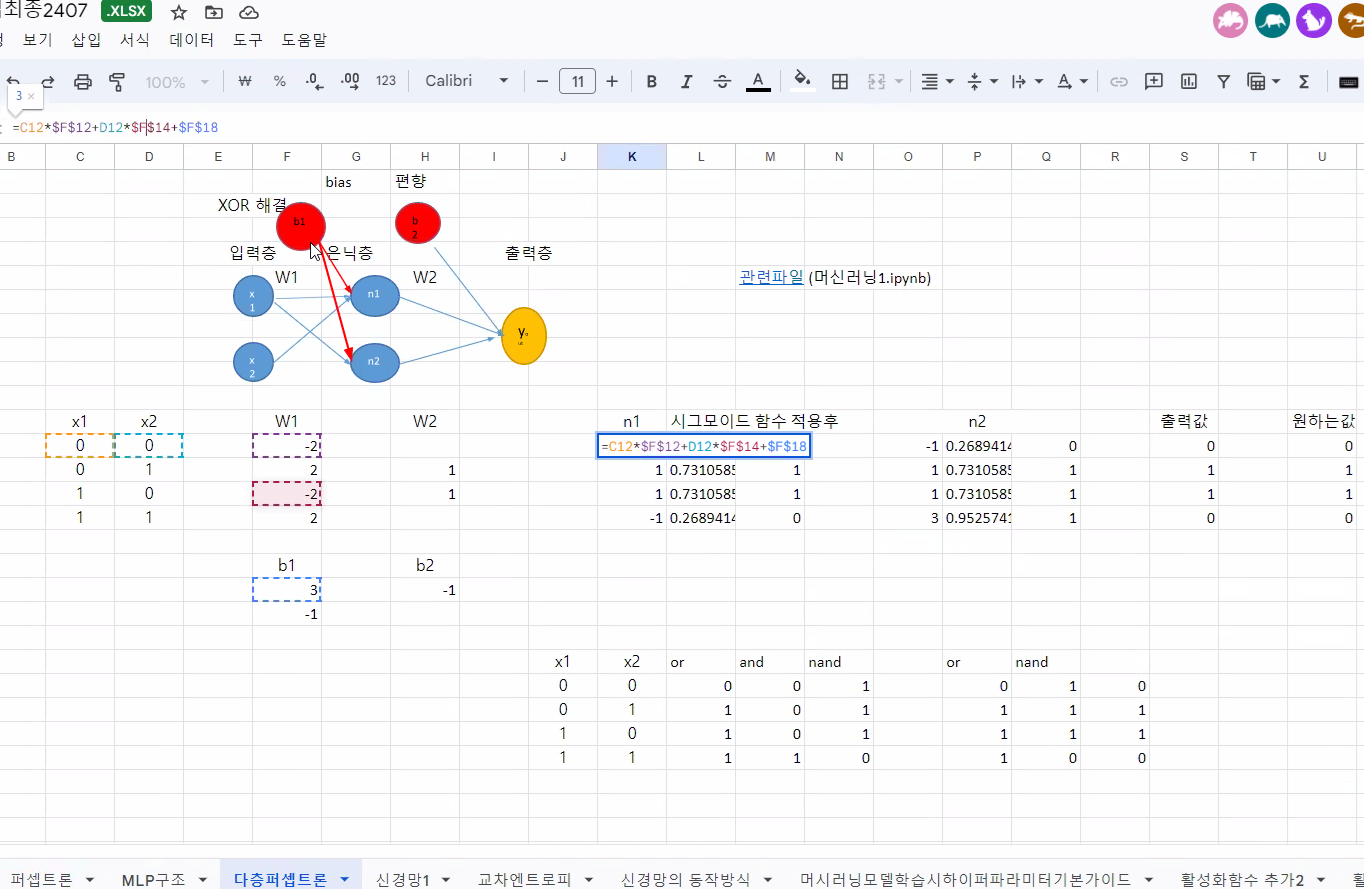 최종2407 .XLSX
보기 삽입 서식 데이터 도구 도움말
100% ₩ % .0 .00 123 Calibri 11 B I A Σ
3 ×
=C12*$F$12+D12*$F$14+$F$18
B C D E F G H I J K L M N O P Q R S T U
bias 편향
XOR 해결
b1 b2
입력층 은닉층 출력층
W1 W2
관련파일 (머신러닝1.ipynb)
x1 n1
yout
x2 n2
x1 x2 W1 W2 n1 시그모이드 함수 적용후 n2 출력값 원하는값
0 0 -2 =C12*$F$12+D12*$F$14+$F$18 -1 0.2689414 0 0 0
0 1 2 1 1 0.7310585 1 1 0.7310585 1 1 1
1 0 -2 1 1 0.7310585 1 1 0.7310585 1 1 1
1 1 2 -1 0.2689414 0 3 0.9525741 1 0 0
b1 b2
3 -1
-1
x1 x2 or and nand or nand
0 0 0 0 1 0 1 0
0 1 1 0 1 1 1 1
1 0 1 0 1 1 1 1
1 1 1 1 0 1 0 0
퍼셉트론 MLP구조 다층퍼셉트론 신경망1 교차엔트로피 신경망의 동작방식 머시러닝모델학습시하이퍼파라미터기본가이드 활성화함수 추가2